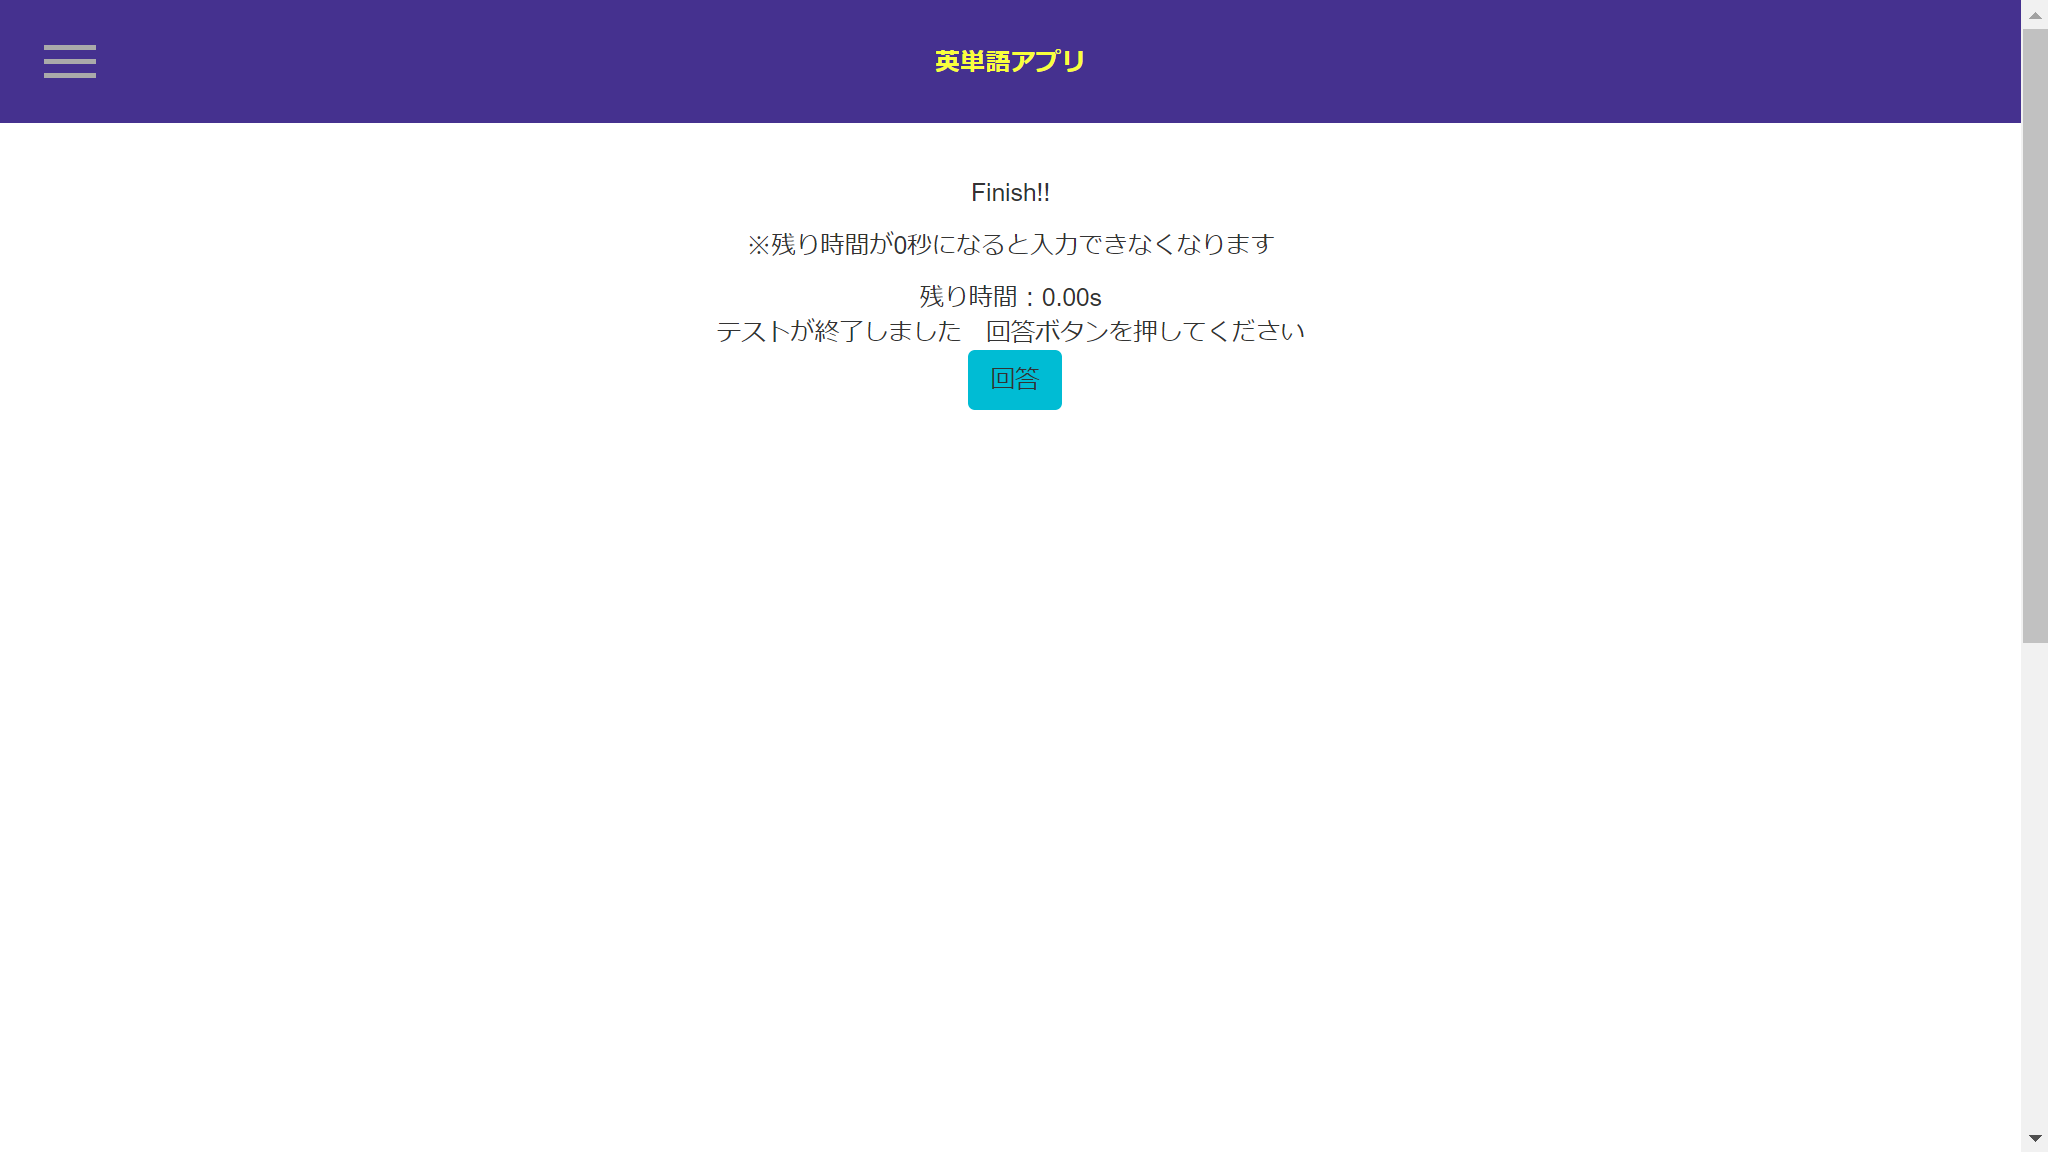 英単語アプリ
Finish!!
※残り時間が0秒になると入力できなくなります
残り時間：0.00s
テストが終了しました　回答ボタンを押してください
回答